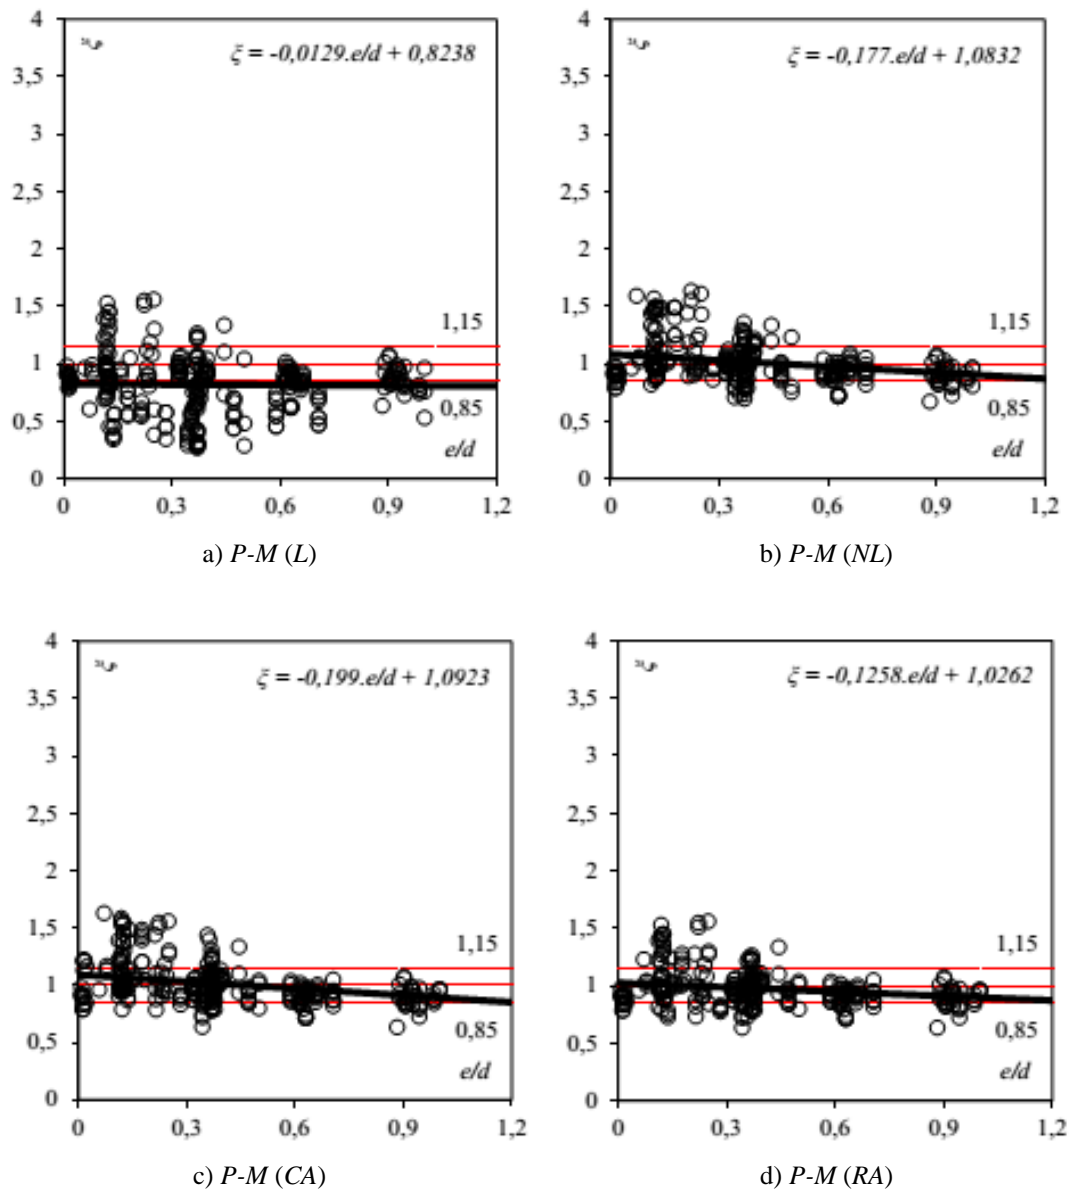 4
ξ
ξ = -0,0129.e/d + 0,8238
3,5
3
2,5
2
1,5
1,15
1
0,85
0,5
e/d
0
0 0,3 0,6 0,9 1,2
a) P-M (L)
4
ξ
ξ = -0,177.e/d + 1,0832
3,5
3
2,5
2
1,5
1,15
1
0,85
0,5
e/d
0
0 0,3 0,6 0,9 1,2
b) P-M (NL)
4
ξ
ξ = -0,199.e/d + 1,0923
3,5
3
2,5
2
1,5
1,15
1
0,85
0,5
e/d
0
0 0,3 0,6 0,9 1,2
c) P-M (CA)
4
ξ
ξ = -0,1258.e/d + 1,0262
3,5
3
2,5
2
1,5
1,15
1
0,85
0,5
e/d
0
0 0,3 0,6 0,9 1,2
d) P-M (RA)